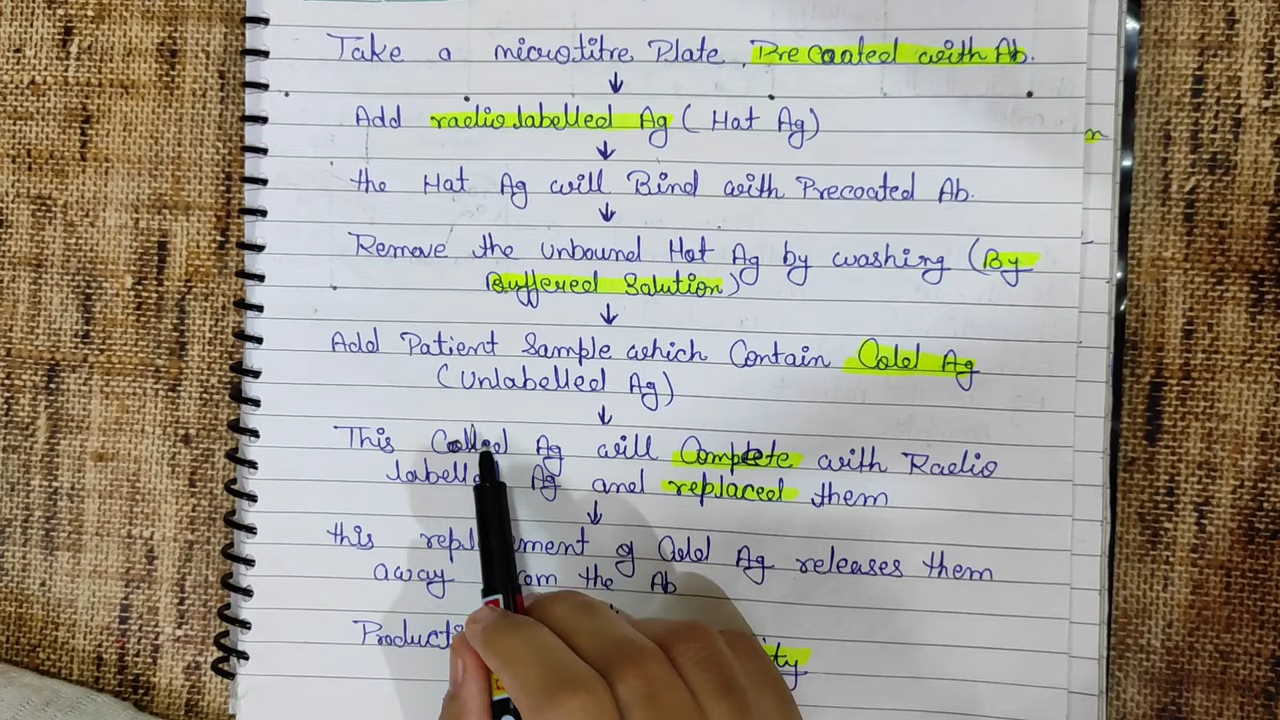 Take a microtitre Plate, Precoated with Ab.
Add radiolabelled Ag (Hot Ag)
the Hot Ag will Bind with Precoated Ab.
Remove the unbound Hot Ag by washing (By
Buffered Solution)
Add Patient Sample which Contain Cold Ag
(Unlabelled Ag)
This Ag will Compete with Radio
Ag and replaced them
this of Cold Ag releases them
away the Ab